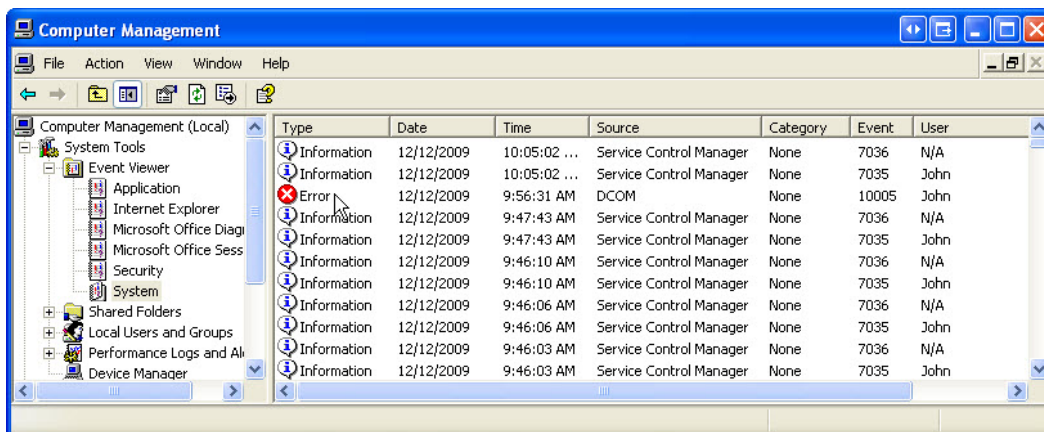 Computer Management
File Action View Window Help
Computer Management (Local)
System Tools
Event Viewer
Application
Internet Explorer
Microsoft Office Diag
Microsoft Office Sess
Security
System
Shared Folders
Local Users and Groups
Performance Logs and Al
Device Manager
Type Date Time Source Category Event User
Information 12/12/2009 10:05:02 ... Service Control Manager None 7036 N/A
Information 12/12/2009 10:05:02 ... Service Control Manager None 7035 John
Error 12/12/2009 9:56:31 AM DCOM None 10005 John
Information 12/12/2009 9:47:43 AM Service Control Manager None 7036 N/A
Information 12/12/2009 9:47:43 AM Service Control Manager None 7035 John
Information 12/12/2009 9:46:10 AM Service Control Manager None 7036 N/A
Information 12/12/2009 9:46:10 AM Service Control Manager None 7035 John
Information 12/12/2009 9:46:06 AM Service Control Manager None 7036 N/A
Information 12/12/2009 9:46:06 AM Service Control Manager None 7035 John
Information 12/12/2009 9:46:03 AM Service Control Manager None 7036 N/A
Information 12/12/2009 9:46:03 AM Service Control Manager None 7035 John